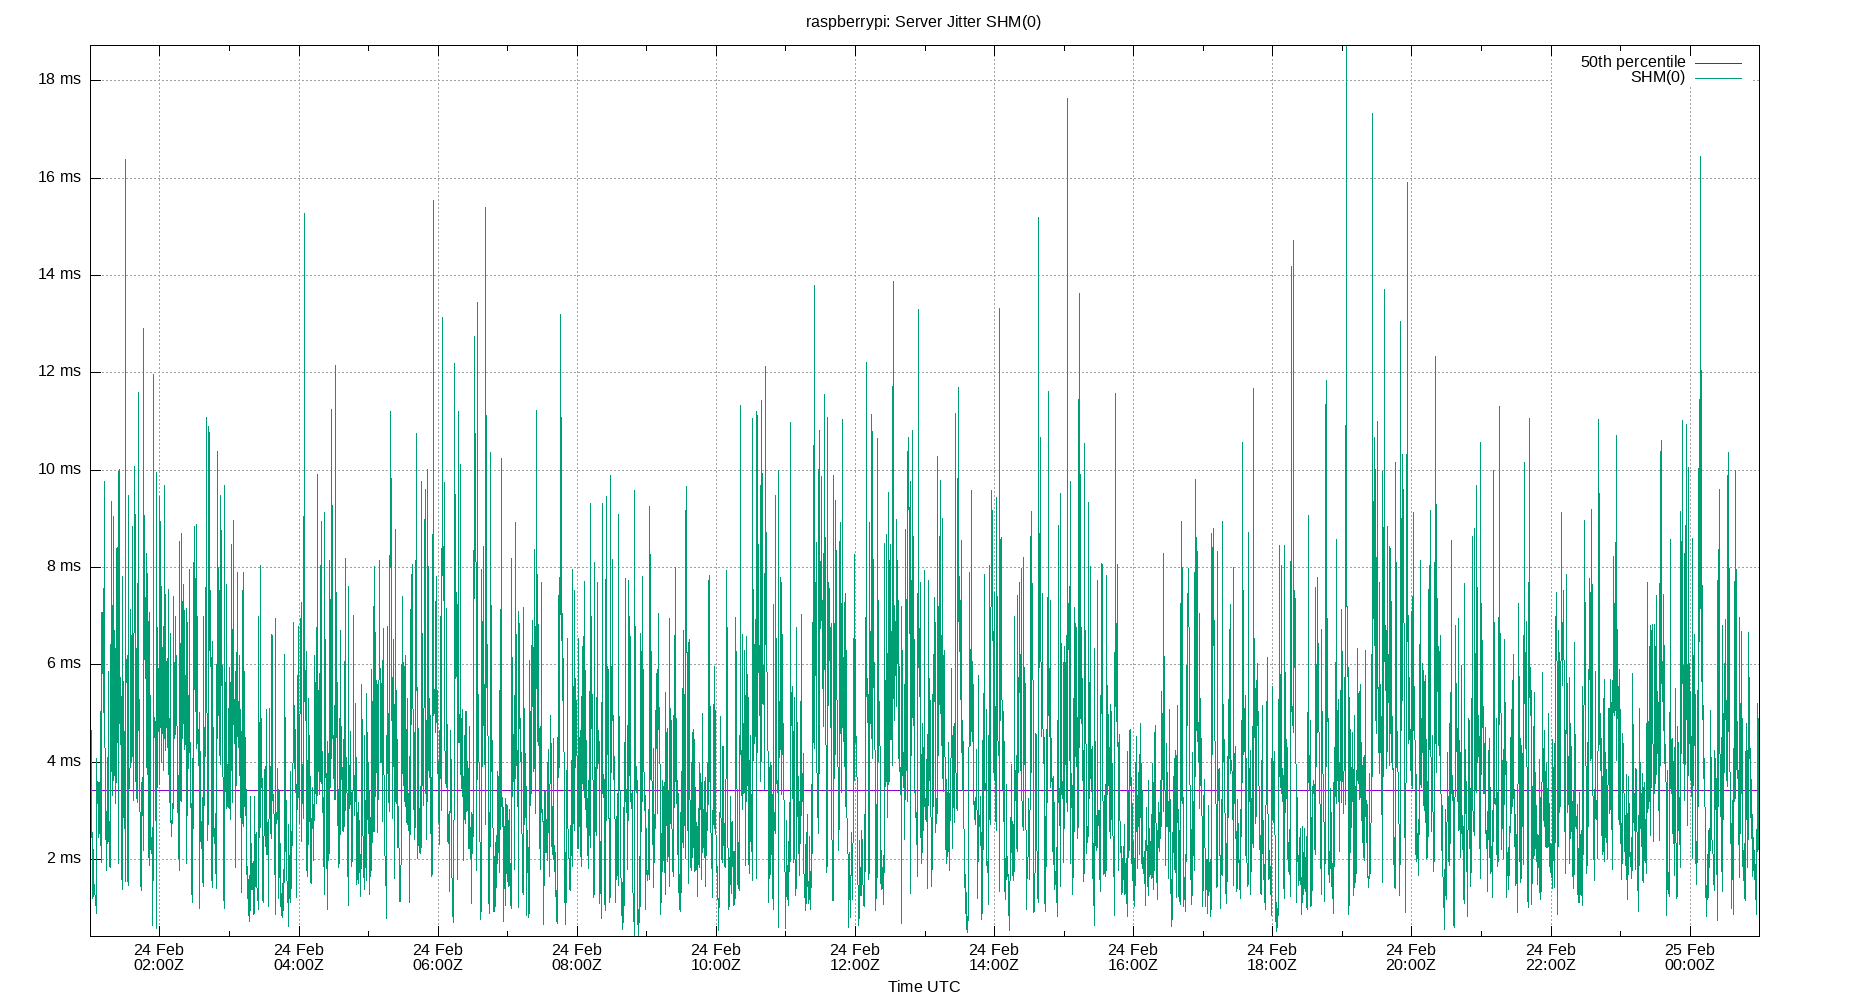 raspberrypi: Server Jitter SHM(0)
50th percentile
SHM(0)
18 ms
16 ms
14 ms
12 ms
10 ms
8 ms
6 ms
4 ms
2 ms
24 Feb 24 Feb 24 Feb 24 Feb 24 Feb 24 Feb 24 Feb 24 Feb 24 Feb 24 Feb 24 Feb 25 Feb
02:00Z 04:00Z 06:00Z 08:00Z 10:00Z 12:00Z 14:00Z 16:00Z 18:00Z 20:00Z 22:00Z 00:00Z
Time UTC